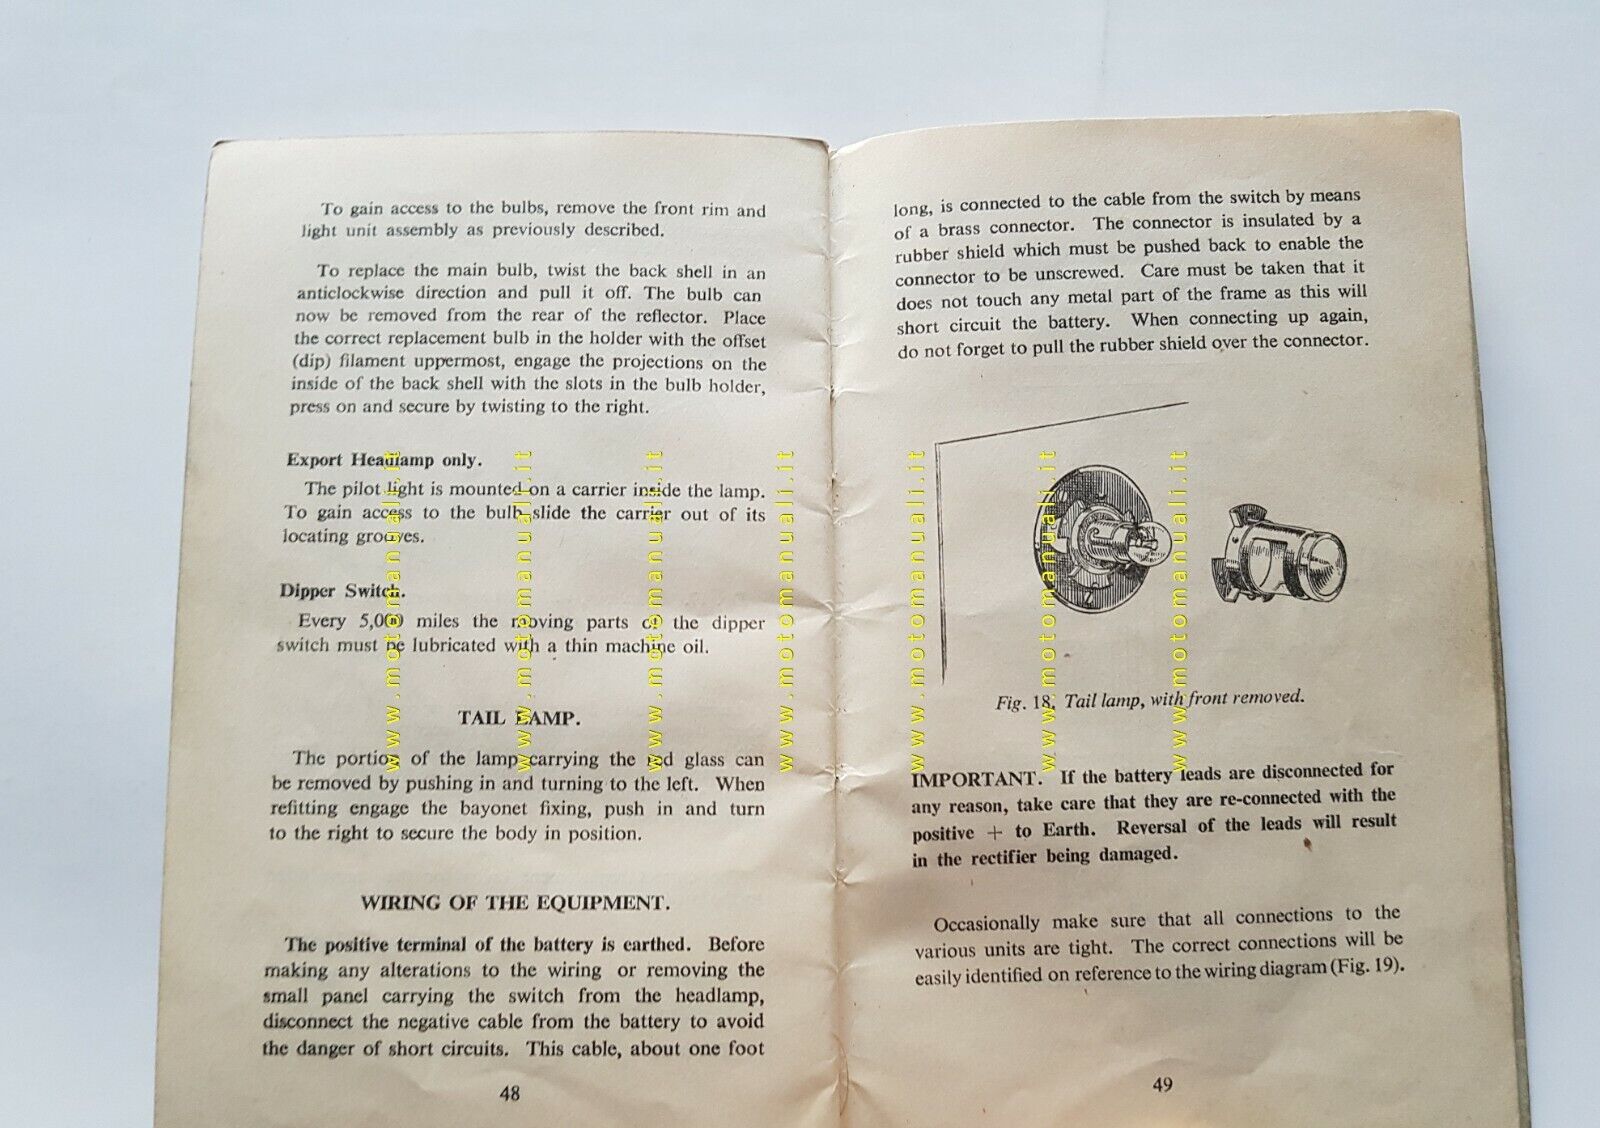 To gain access to the bulbs, remove the front rim and
light unit assembly as previously described.
To replace the main bulb, twist the back shell in an
anticlockwise direction and pull it off. The bulb can
now be removed from the rear of the reflector. Place
the correct replacement bulb in the holder with the offset
(dip) filament uppermost, engage the projections on the
inside of the back shell with the slots in the bulb holder,
press on and secure by twisting to the right.
Export Headlamp only.
The pilot light is mounted on a carrier inside the lamp.
To gain access to the bulb slide the carrier out of its
locating grooves.
Dipper Switch.
Every 5,000 miles the moving parts of the dipper
switch must be lubricated with a thin machine oil.
TAIL LAMP.
The portion of the lamp carrying the red glass can
be removed by pushing in and turning to the left. When
refitting engage the bayonet fixing, push in and turn
to the right to secure the body in position.
WIRING OF THE EQUIPMENT.
The positive terminal of the battery is earthed. Before
making any alterations to the wiring or removing the
small panel carrying the switch from the headlamp,
disconnect the negative cable from the battery to avoid
the danger of short circuits. This cable, about one foot
48
long, is connected to the cable from the switch by means
of a brass connector. The connector is insulated by a
rubber shield which must be pushed back to enable the
connector to be unscrewed. Care must be taken that it
does not touch any metal part of the frame as this will
short circuit the battery. When connecting up again,
do not forget to pull the rubber shield over the connector.
Fig. 18. Tail lamp, with front removed.
IMPORTANT. If the battery leads are disconnected for
any reason, take care that they are re-connected with the
positive + to Earth. Reversal of the leads will result
in the rectifier being damaged.
Occasionally make sure that all connections to the
various units are tight. The correct connections will be
easily identified on reference to the wiring diagram (Fig. 19).
49
www.motomanuali.it
www.motomanuali.it
www.motomanuali.it
www.motomanuali.it
www.motomanuali.it
www.motomanuali.it
www.motomanuali.it